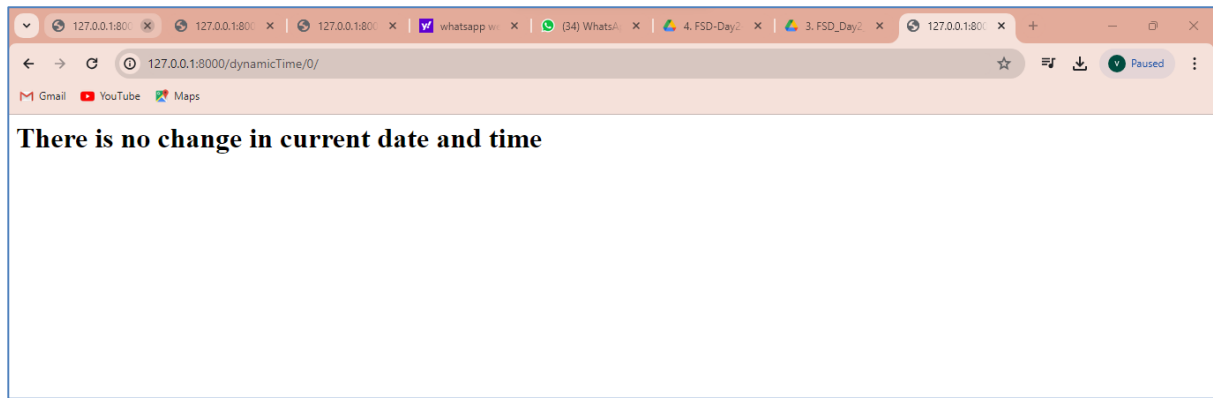 127.0.0.1:800
127.0.0.1:800
127.0.0.1:800
whatsapp we
(34) WhatsA
4. FSD-Day2
3. FSD_Day2
127.0.0.1:800
127.0.0.1:8000/dynamicTime/0/
V Paused
Gmail YouTube Maps
There is no change in current date and time